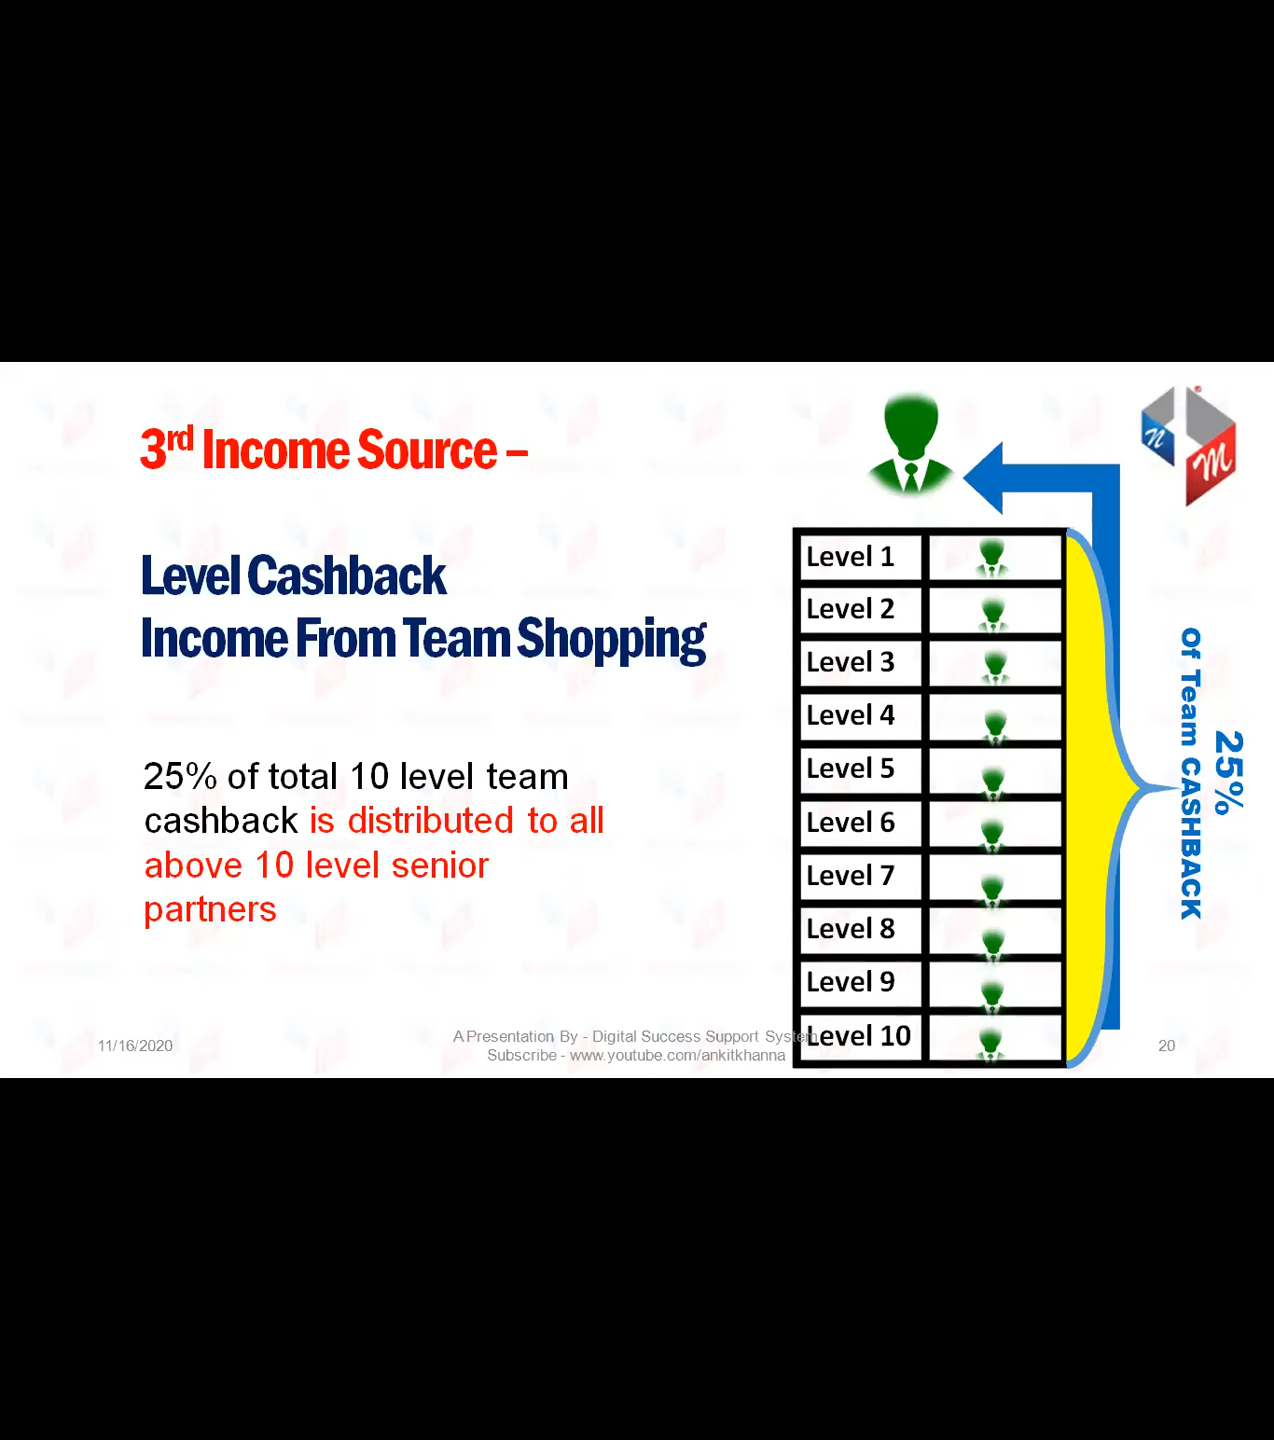 3rd Income Source –
Level Cashback
Income From Team Shopping
25% of total 10 level team
cashback is distributed to all
above 10 level senior
partners
n
M
Level 1
Level 2
Level 3
Level 4
Level 5
Level 6
Level 7
Level 8
Level 9
Level 10
25%
Of Team CASHBACK
11/16/2020
A Presentation By - Digital Success Support System
Subscribe - www.youtube.com/ankitkhanna
20